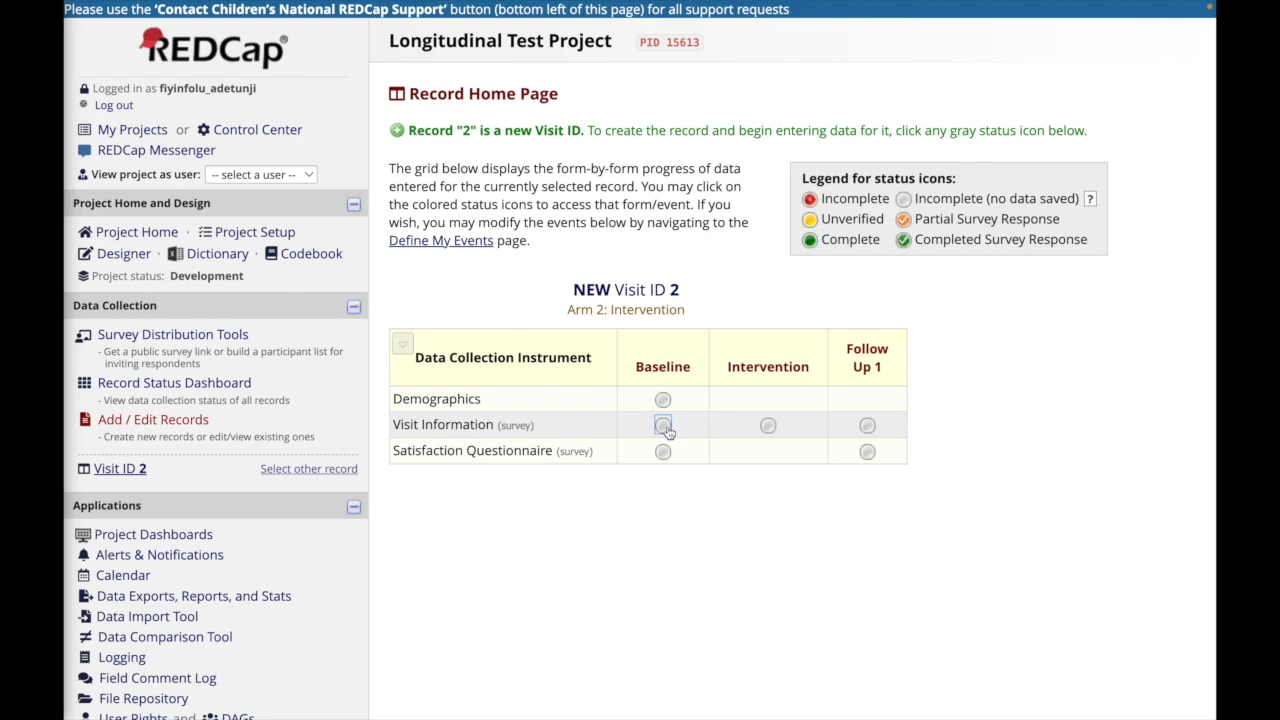 Please use the ‘Contact Children’s National REDCap Support’ button (bottom left of this page) for all support requests
REDCap®
Logged in as fiyinfolu_adetunji
Log out
My Projects or Control Center
REDCap Messenger
View project as user: -- select a user --
Project Home and Design
Project Home · Project Setup
Designer · Dictionary · Codebook
Project status: Development
Data Collection
Survey Distribution Tools
- Get a public survey link or build a participant list for
inviting respondents
Record Status Dashboard
- View data collection status of all records
Add / Edit Records
- Create new records or edit/view existing ones
Visit ID 2 Select other record
Applications
Project Dashboards
Alerts & Notifications
Calendar
Data Exports, Reports, and Stats
Data Import Tool
Data Comparison Tool
Logging
Field Comment Log
File Repository
User Rights and DAGs
Longitudinal Test Project PID 15613
Record Home Page
Record "2" is a new Visit ID. To create the record and begin entering data for it, click any gray status icon below.
The grid below displays the form-by-form progress of data
entered for the currently selected record. You may click on
the colored status icons to access that form/event. If you
wish, you may modify the events below by navigating to the
Define My Events page.
Legend for status icons:
Incomplete Incomplete (no data saved) ?
Unverified Partial Survey Response
Complete Completed Survey Response
NEW Visit ID 2
Arm 2: Intervention
Data Collection Instrument Baseline Intervention Follow
Up 1
Demographics
Visit Information (survey)
Satisfaction Questionnaire (survey)